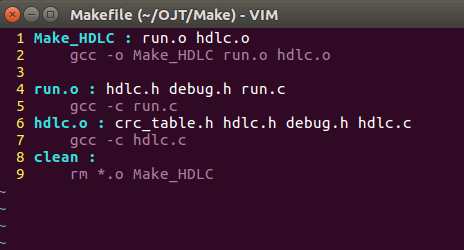 Makefile (~/OJT/Make) - VIM
1 Make_HDLC : run.o hdlc.o
2     gcc -o Make_HDLC run.o hdlc.o
3
4 run.o : hdlc.h debug.h run.c
5     gcc -c run.c
6 hdlc.o : crc_table.h hdlc.h debug.h hdlc.c
7     gcc -c hdlc.c
8 clean :
9     rm *.o Make_HDLC
~
~
~
~